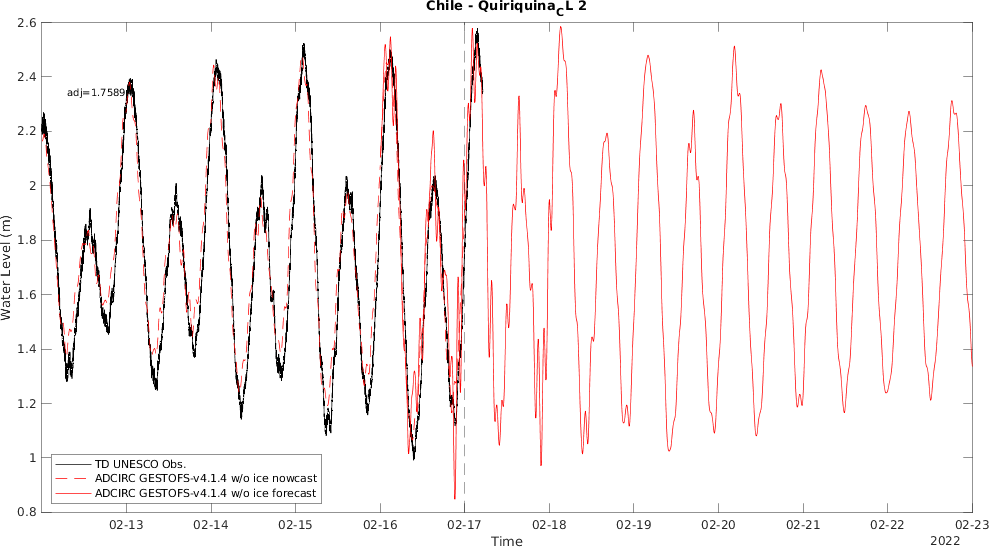 Chile - Quiriquina_CL 2
adj=1.7589
2.6
2.4
2.2
2
1.8
1.6
1.4
1.2
1
0.8
Water Level (m)
TD UNESCO Obs.
ADCIRC GESTOFS-v4.1.4 w/o ice nowcast
ADCIRC GESTOFS-v4.1.4 w/o ice forecast
02-13 02-14 02-15 02-16 02-17 02-18 02-19 02-20 02-21 02-22 02-23
Time
2022